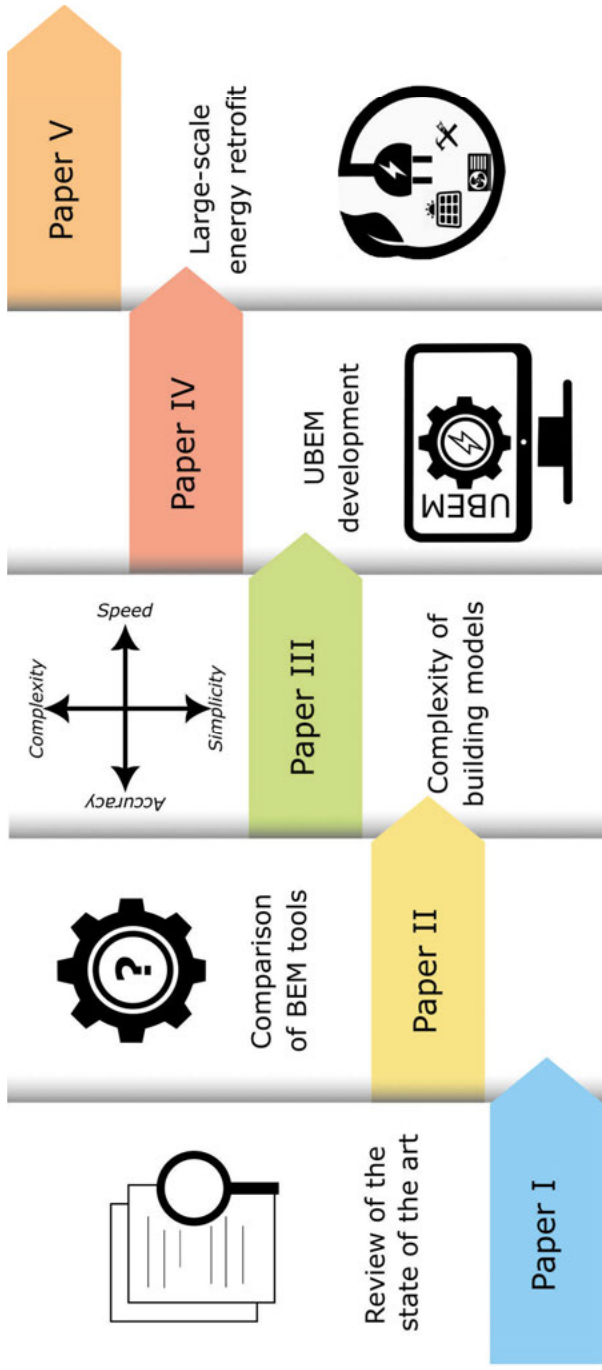 Review of the
state of the art
Paper I
Comparison
of BEM tools
Paper II
Complexity
Speed
Accuracy
Simplicity
Paper III
Complexity of
building models
Paper IV
UBEM
development
UBEM
Paper V
Large-scale
energy retrofit